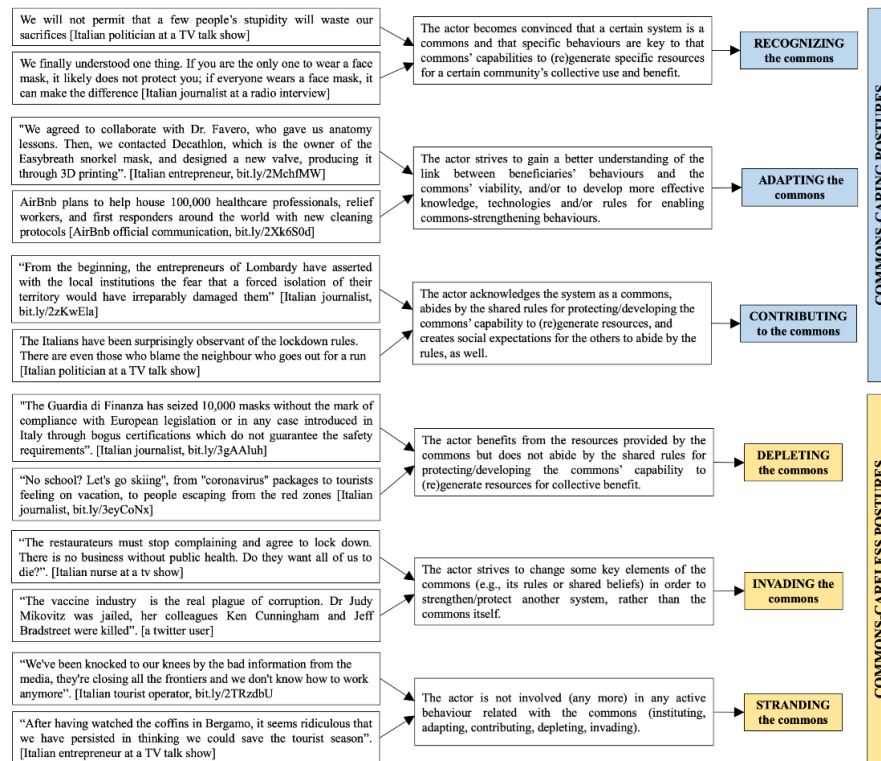 We will not permit that a few people's stupidity will waste our
sacrifices [Italian politician at a TV talk show]
We finally understood one thing. If you are the only one to wear a face
mask, it likely does not protect you; if everyone wears a face mask, it
can make the difference [Italian journalist at a radio interview]
The actor becomes convinced that a certain system is a
commons and that specific behaviours are key to that
commons' capabilities to (re)generate specific resources
for a certain community's collective use and benefit.
RECOGNIZING
the commons
"We agreed to collaborate with Dr. Favero, who gave us anatomy
lessons. Then, we contacted Decathlon, which is the owner of the
Easybreath snorkel mask, and designed a new valve, producing it
through 3D printing”. [Italian entrepreneur, bit.ly/2MchfMW]
AirBnb plans to help house 100,000 healthcare professionals, relief
workers, and first responders around the world with new cleaning
protocols [AirBnb official communication, bit.ly/2Xk6S0d]
The actor strives to gain a better understanding of the
link between beneficiaries' behaviours and the
commons' viability, and/or to develop more effective
knowledge, technologies and/or rules for enabling
commons-strengthening behaviours.
ADAPTING the
commons
“From the beginning, the entrepreneurs of Lombardy have asserted
with the local institutions the fear that a forced isolation of their
territory would have irreparably damaged them” [Italian journalist,
bit.ly/2zKwEla]
The Italians have been surprisingly observant of the lockdown rules.
There are even those who blame the neighbour who goes out for a run
[Italian politician at a TV talk show]
The actor acknowledges the system as a commons,
abides by the shared rules for protecting/developing the
commons' capability to (re)generate resources, and
creates social expectations for the others to abide by the
rules, as well.
CONTRIBUTING
to the commons
COMMONS-CARING POSTURES
"The Guardia di Finanza has seized 10,000 masks without the mark of
compliance with European legislation or in any case introduced in
Italy through bogus certifications which do not guarantee the safety
requirements”. [Italian journalist, bit.ly/3gAAluh]
“No school? Let's go skiing", from "coronavirus" packages to tourists
feeling on vacation, to people escaping from the red zones [Italian
journalist, bit.ly/3eyCoNx]
The actor benefits from the resources provided by the
commons but does not abide by the shared rules for
protecting/developing the commons' capability to
(re)generate resources for collective benefit.
DEPLETING
the commons
“The restaurateurs must stop complaining and agree to lock down.
There is no business without public health. Do they want all of us to
die?”. [Italian nurse at a tv show]
“The vaccine industry is the real plague of corruption. Dr Judy
Mikovitz was jailed, her colleagues Ken Cunningham and Jeff
Bradstreet were killed”. [a twitter user]
The actor strives to change some key elements of the
commons (e.g., its rules or shared beliefs) in order to
strengthen/protect another system, rather than the
commons itself.
INVADING the
commons
“We've been knocked to our knees by the bad information from the
media, they're closing all the frontiers and we don't know how to work
anymore”. [Italian tourist operator, bit.ly/2TRzdbU
“After having watched the coffins in Bergamo, it seems ridiculous that
we have persisted in thinking we could save the tourist season”.
[Italian entrepreneur at a TV talk show]
The actor is not involved (any more) in any active
behaviour related with the commons (instituting,
adapting, contributing, depleting, invading).
STRANDING
the commons
COMMONS-CARELESS POSTURES